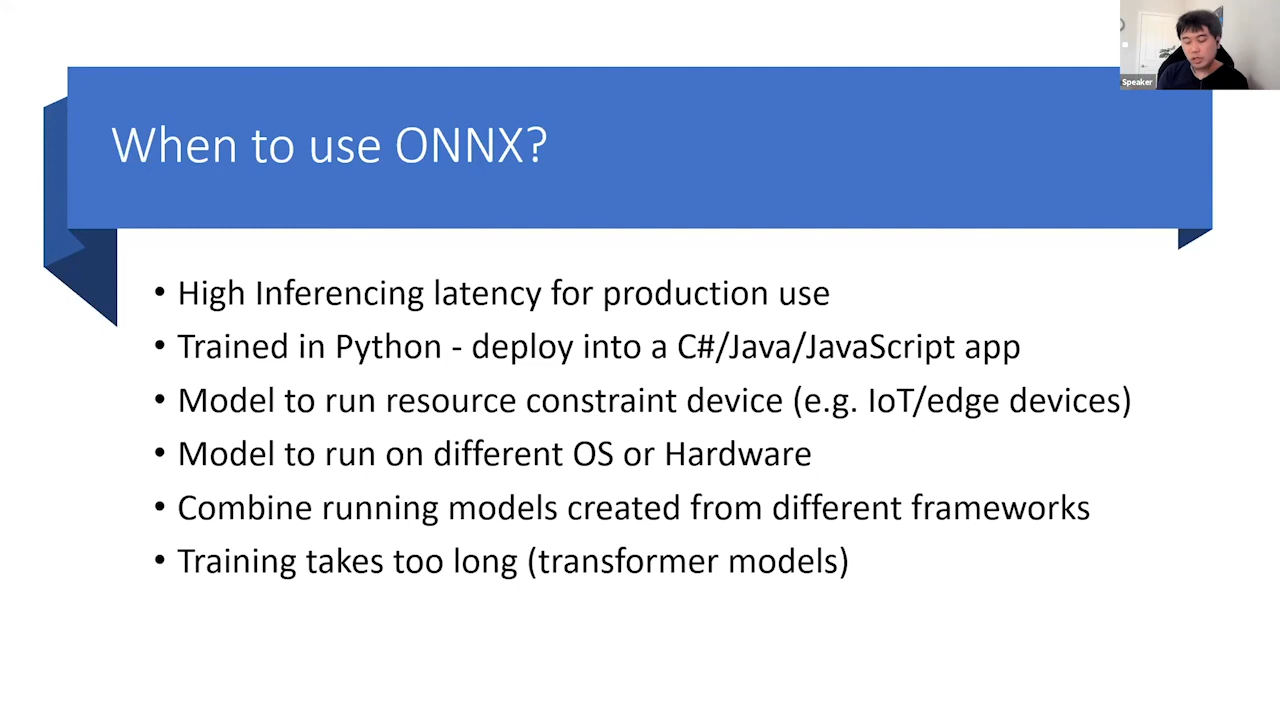 Speaker
When to use ONNX?
• High Inferencing latency for production use
• Trained in Python - deploy into a C#/Java/JavaScript app
• Model to run resource constraint device (e.g. IoT/edge devices)
• Model to run on different OS or Hardware
• Combine running models created from different frameworks
• Training takes too long (transformer models)